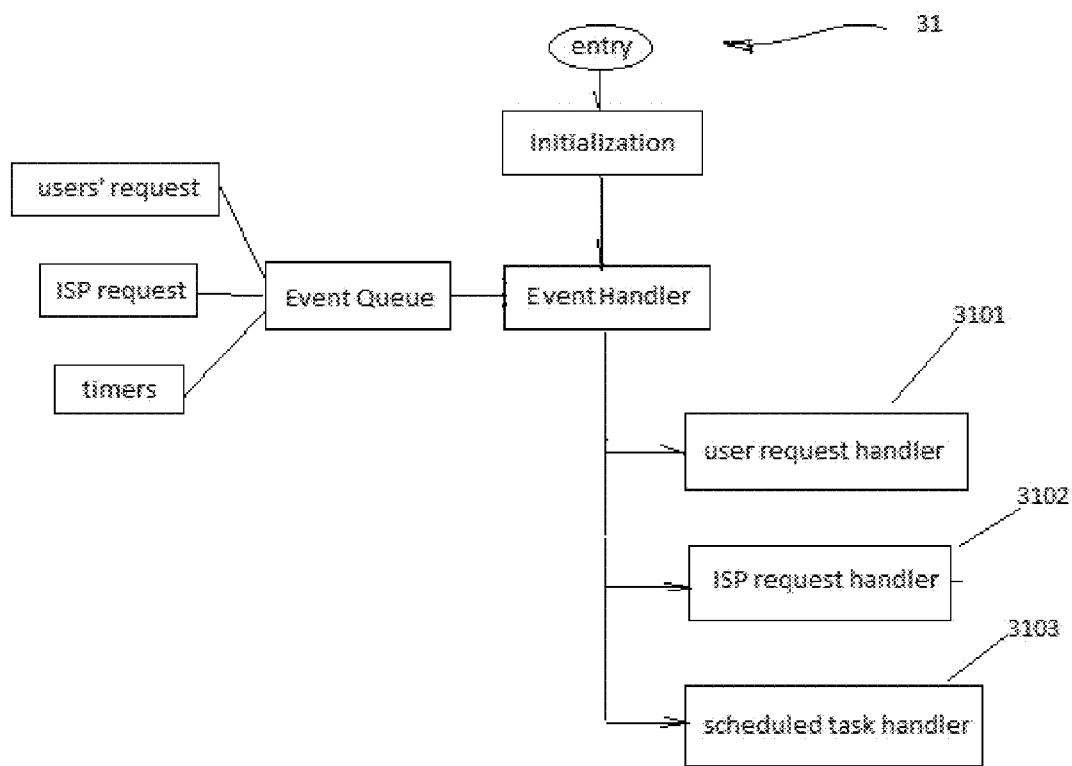 31
entry
Initialization
users' request
ISP request
Event Queue
Event Handler
timers
3101
user request handler
3102
ISP request handler
3103
scheduled task handler